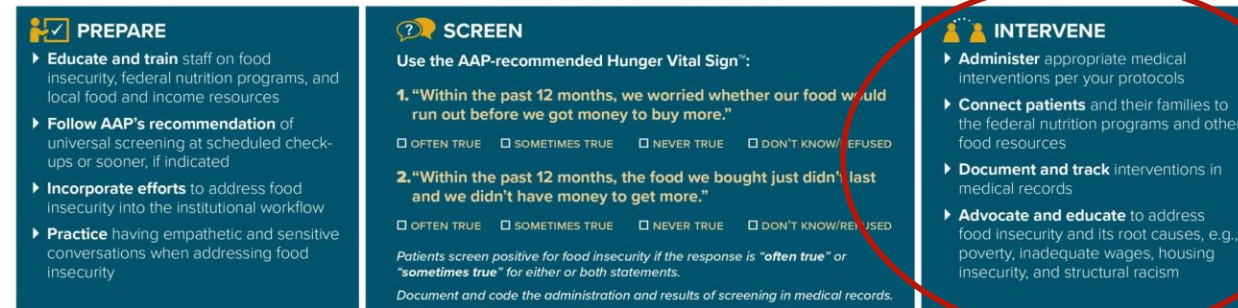 PREPARE
Educate and train staff on food
insecurity, federal nutrition programs, and
local food and income resources
Follow AAP's recommendation of
universal screening at scheduled check-
ups or sooner, if indicated
Incorporate efforts to address food
insecurity into the institutional workflow
Practice having empathetic and sensitive
conversations when addressing food
insecurity
SCREEN
Use the AAP-recommended Hunger Vital Sign™:
1. “Within the past 12 months, we worried whether our food would
run out before we got money to buy more.”
☐ OFTEN TRUE ☐ SOMETIMES TRUE ☐ NEVER TRUE ☐ DON'T KNOW/REFUSED
2. “Within the past 12 months, the food we bought just didn't last
and we didn't have money to get more.”
☐ OFTEN TRUE ☐ SOMETIMES TRUE ☐ NEVER TRUE ☐ DON'T KNOW/REFUSED
Patients screen positive for food insecurity if the response is “often true” or
“sometimes true” for either or both statements.
Document and code the administration and results of screening in medical records.
INTERVENE
Administer appropriate medical
interventions per your protocols
Connect patients and their families to
the federal nutrition programs and other
food resources
Document and track interventions in
medical records
Advocate and educate to address
food insecurity and its root causes, e.g.,
poverty, inadequate wages, housing
insecurity, and structural racism